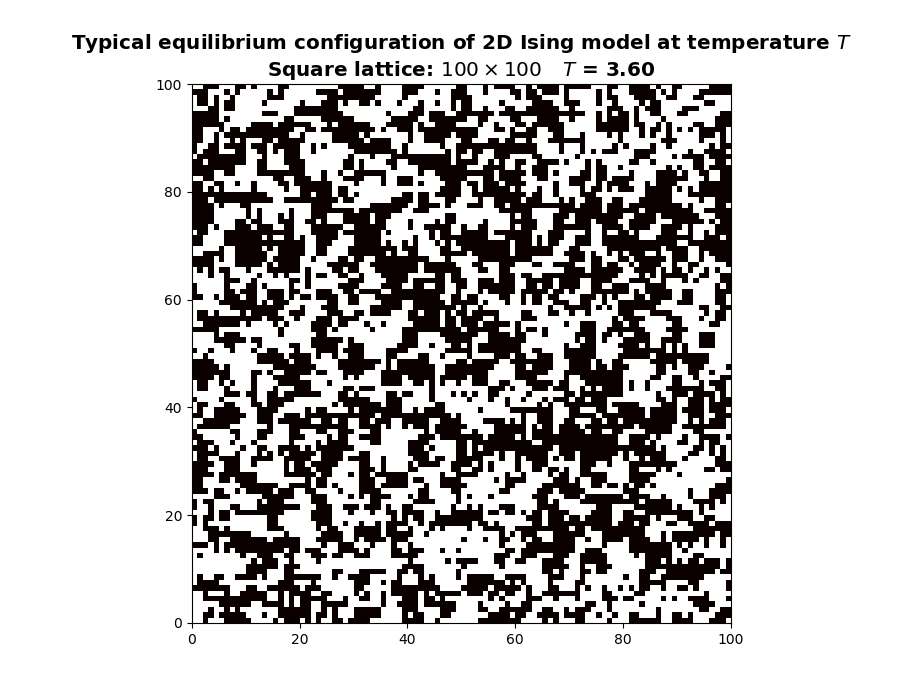 Typical equilibrium configuration of 2D Ising model at temperature T
Square lattice: 100 × 100 T = 3.60
100
80
60
40
20
0
0 20 40 60 80 100